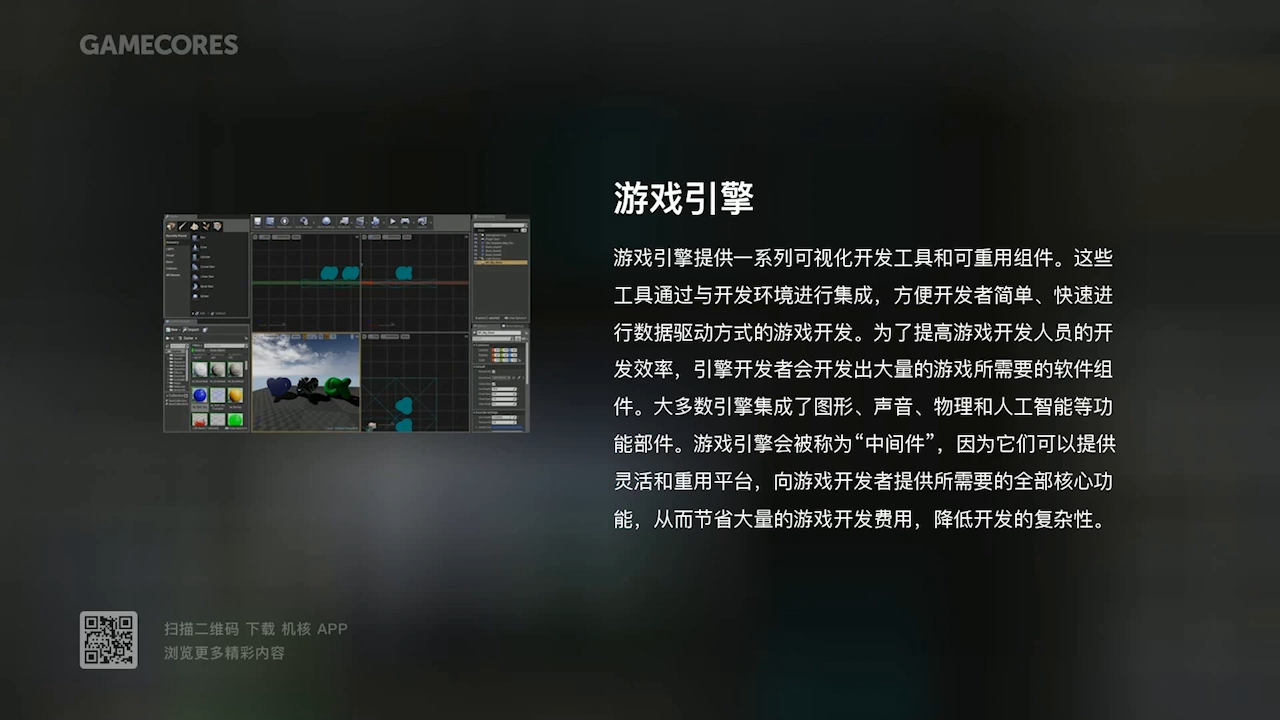 GAMECORES
游戏引擎
游戏引擎提供一系列可视化开发工具和可重用组件。这些
工具通过与开发环境进行集成，方便开发者简单、快速进
行数据驱动方式的游戏开发。为了提高游戏开发人员的开
发效率，引擎开发者会开发出大量的游戏所需要的软件组
件。大多数引擎集成了图形、声音、物理和人工智能等功
能部件。游戏引擎会被称为“中间件”，因为它们可以提供
灵活和重用平台，向游戏开发者提供所需要的全部核心功
能，从而节省大量的游戏开发费用，降低开发的复杂性。
扫描二维码 下载 机核 APP
浏览更多精彩内容